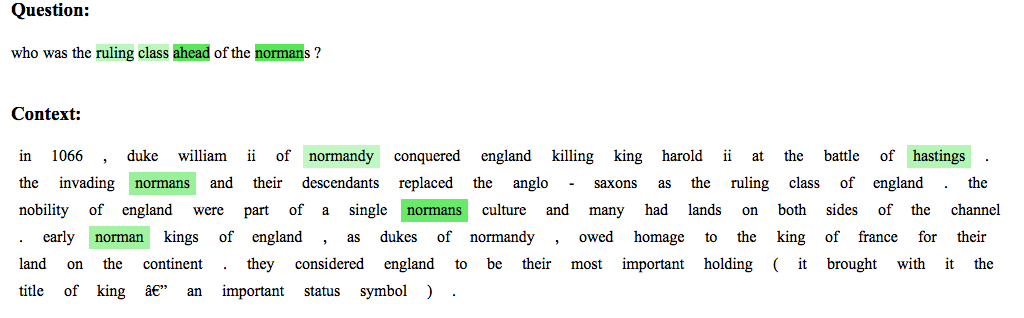 Question:
who was the ruling class ahead of the normans ?
Context:
in 1066 , duke william ii of normandy conquered england killing king harold ii at the battle of hastings .
the invading normans and their descendants replaced the anglo - saxons as the ruling class of england . the
nobility of england were part of a single normans culture and many had lands on both sides of the channel
. early norman kings of england , as dukes of normandy , owed homage to the king of france for their
land on the continent . they considered england to be their most important holding ( it brought with it the
title of king â€” an important status symbol ) .